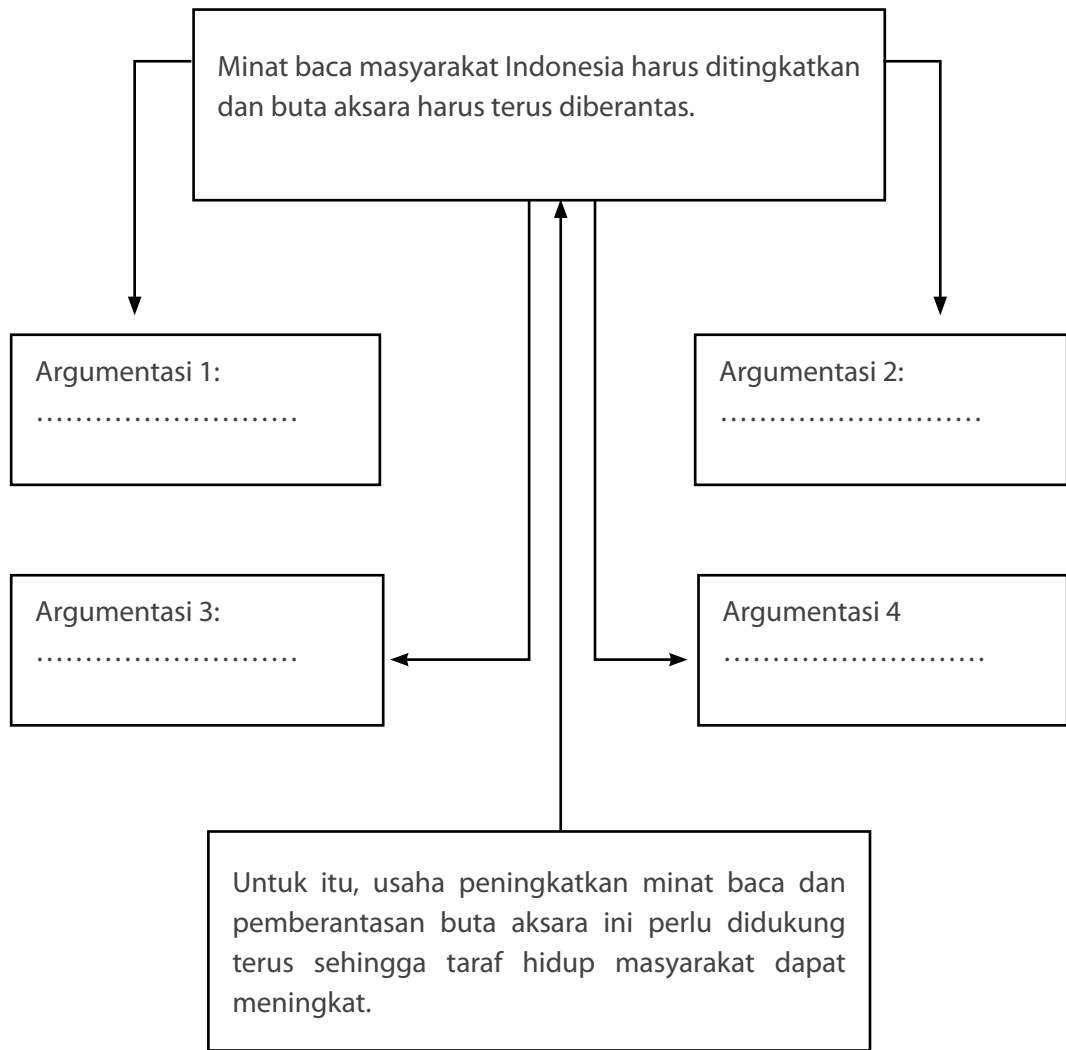 Minat baca masyarakat Indonesia harus ditingkatkan
dan buta aksara harus terus diberantas.
Argumentasi 1:
………………………
Argumentasi 2:
………………………
Argumentasi 3:
………………………
Argumentasi 4
………………………
Untuk itu, usaha peningkatkan minat baca dan
pemberantasan buta aksara ini perlu didukung
terus sehingga taraf hidup masyarakat dapat
meningkat.